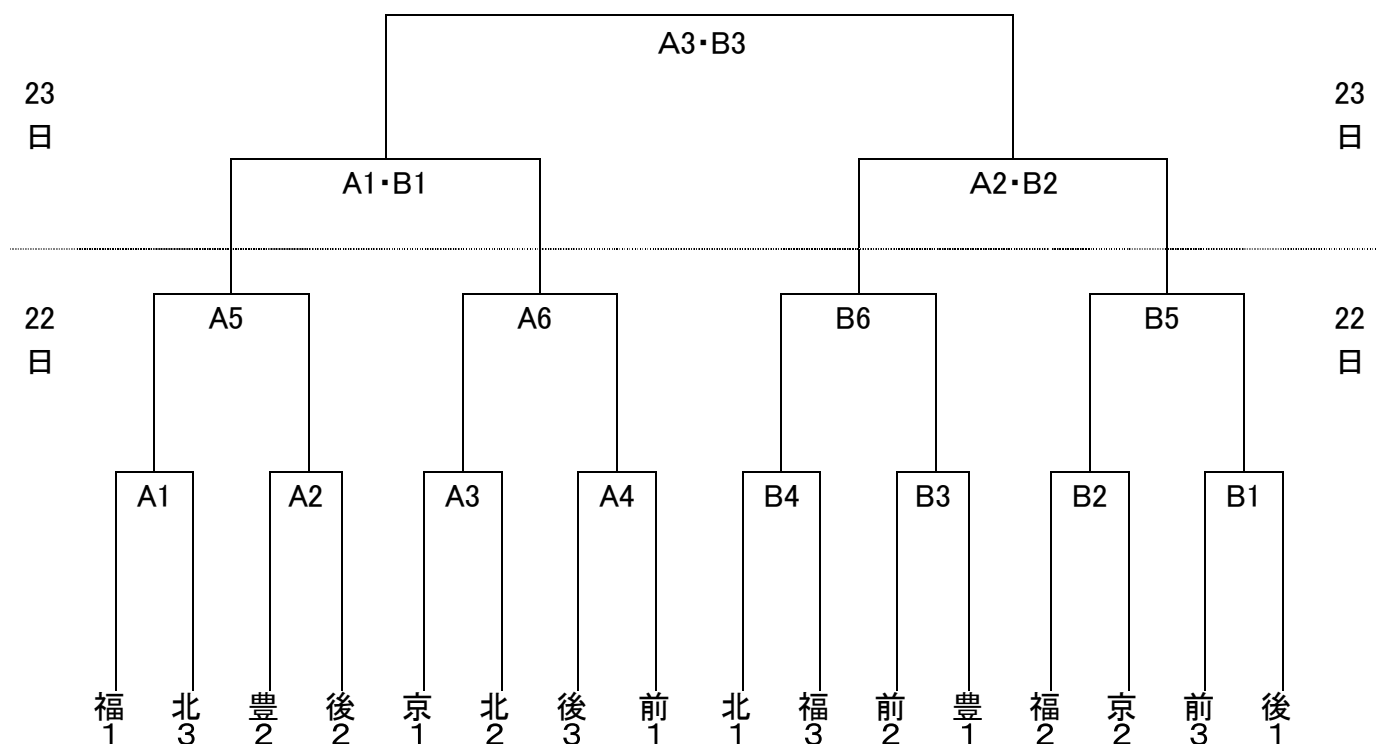 A3・B3
23
日
23
日
A1・B1
A2・B2
22
日
22
日
A5
A6
B6
B5
A1
A2
A3
A4
B4
B3
B2
B1
福1
北3
豊2
後2
京1
北2
後3
前1
北1
福3
前2
豊1
福2
京2
前3
後1